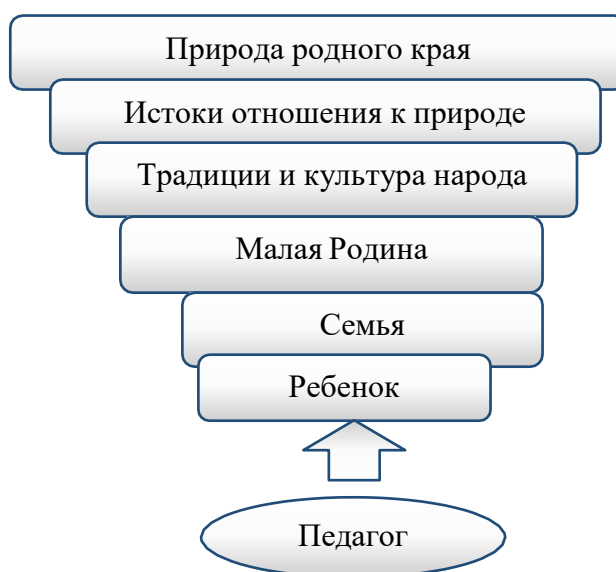 Природа родного края
Истоки отношения к природе
Традиции и культура народа
Малая Родина
Семья
Ребенок
Педагог